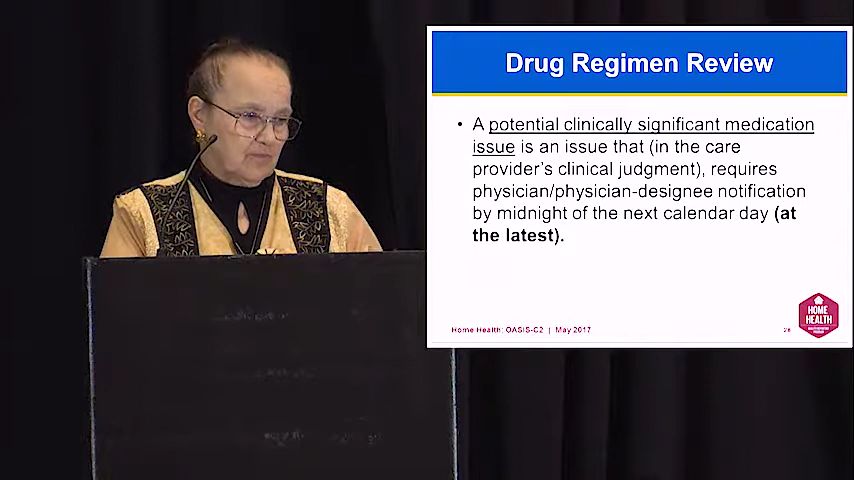 Drug Regimen Review
• A potential clinically significant medication
issue is an issue that (in the care
provider's clinical judgment), requires
physician/physician-designee notification
by midnight of the next calendar day (at
the latest).
Home Health: OASIS-C2 | May 2017
HOME
HEALTH